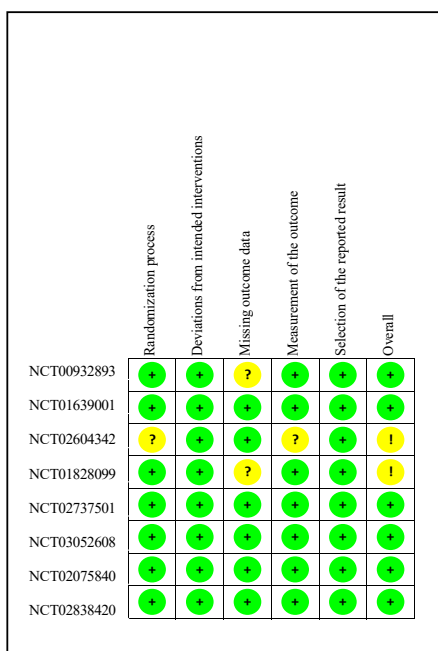 Randomization process
Deviations from intended interventions
Missing outcome data
Measurement of the outcome
Selection of the reported result
Overall
NCT00932893 + + ? + + +
NCT01639001 + + + + + +
NCT02604342 ? + + ? + !
NCT01828099 + + ? + + !
NCT02737501 + + + + + +
NCT03052608 + + + + + +
NCT02075840 + + + + + +
NCT02838420 + + + + + +